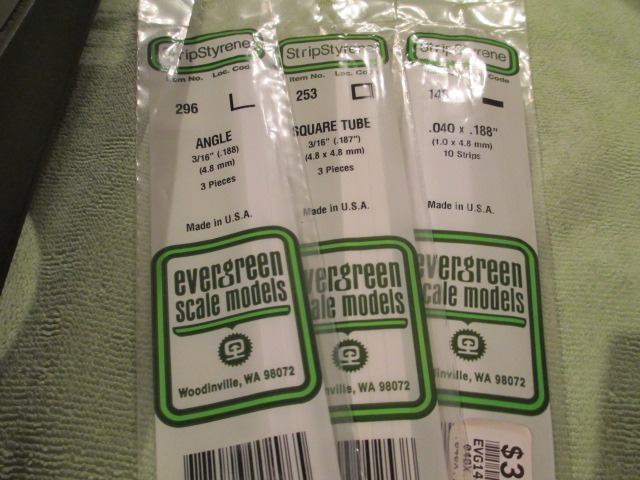 StripStyrene
Item No. Loc. Code
296
ANGLE
3/16" (.188)
(4.8 mm)
3 Pieces
Made in U.S.A.
evergreen
scale models
Woodinville, WA 98072
StripStyrene
Item No. Loc.
253
SQUARE TUBE
3/16" (.187")
(4.8 x 4.8 mm)
3 Pieces
Made in U.S.A.
evergreen
scale models
WA 98072
StripStyrene
Code
.040 x .188"
(1.0 x 4.8 mm)
10 Strips
Made in U.S.A.
evergreen
scale models
WA 98072
$3
EVG14